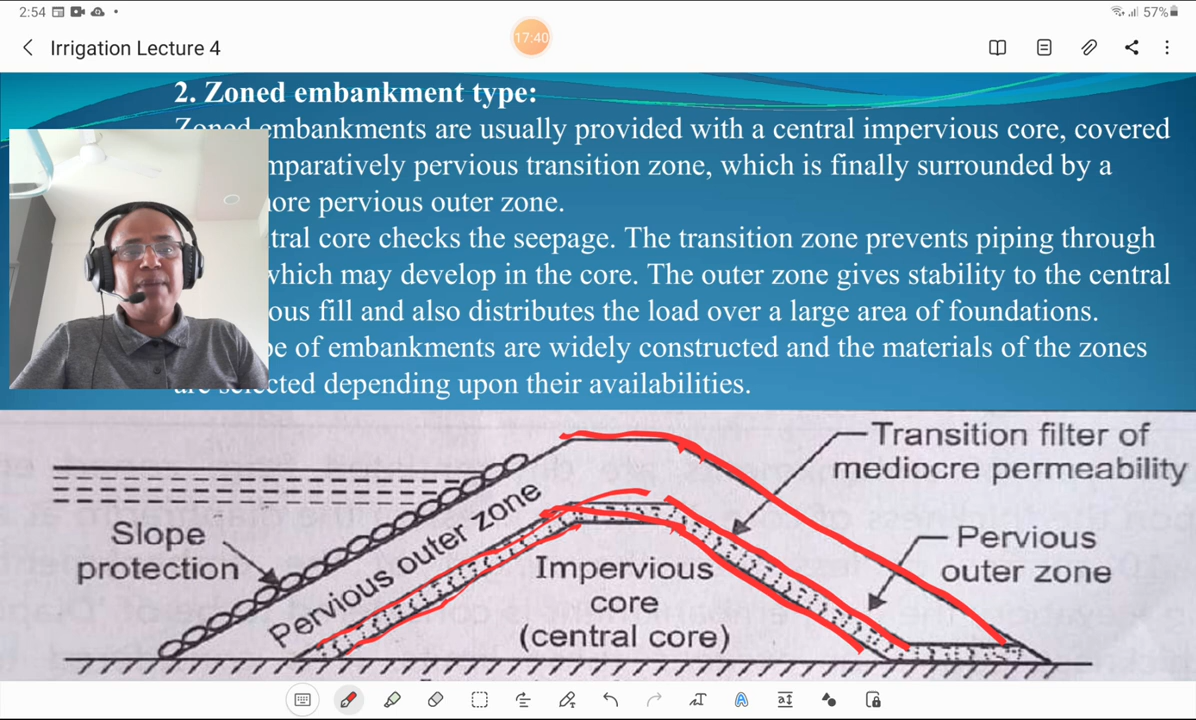 2:54
57%
17:40
Irrigation Lecture 4
2. Zoned embankment type:
Zoned embankments are usually provided with a central impervious core, covered
mparatively pervious transition zone, which is finally surrounded by a
ore pervious outer zone.
tral core checks the seepage. The transition zone prevents piping through
which may develop in the core. The outer zone gives stability to the central
ous fill and also distributes the load over a large area of foundations.
pe of embankments are widely constructed and the materials of the zones
are selected depending upon their availabilities.
Transition filter of
mediocre permeability
Slope
protection
Pervious outer zone
Impervious
core
(central core)
Pervious
outer zone